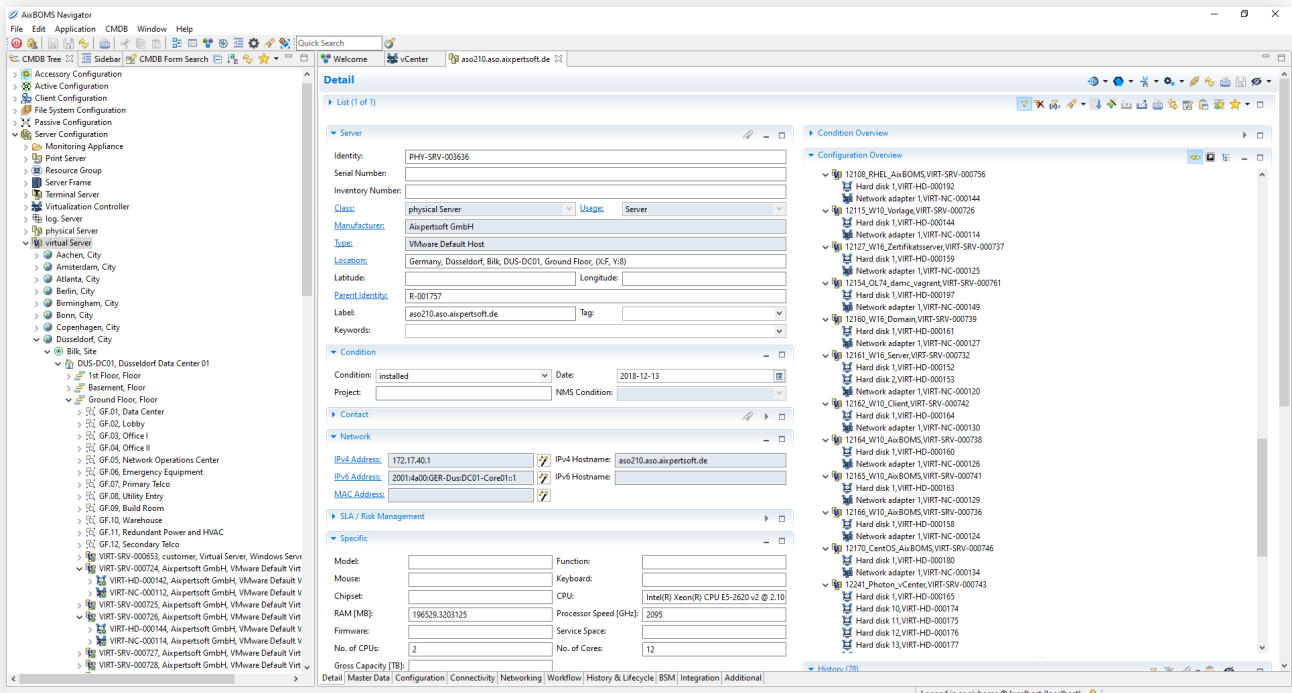 AixBOMS Navigator
File Edit Application CMDB Window Help
Quick Search
CMDB Tree Sidebar CMDB Form Search
Accessory Configuration
Active Configuration
Client Configuration
File System Configuration
Passive Configuration
Server Configuration
Monitoring Appliance
Print Server
Resource Group
Server Frame
Terminal Server
Virtualization Controller
log. Server
physical Server
virtual Server
Aachen, City
Amsterdam, City
Atlanta, City
Berlin, City
Birmingham, City
Bonn, City
Copenhagen, City
Düsseldorf, City
Bilk, Site
DUS-DC01, Düsseldorf Data Center 01
1st Floor, Floor
Basement, Floor
Ground Floor, Floor
GF.01, Data Center
GF.02, Lobby
GF.03, Office I
GF.04, Office II
GF.05, Network Operations Center
GF.06, Emergency Equipment
GF.07, Primary Telco
GF.08, Utility Entry
GF.09, Build Room
GF.10, Warehouse
GF.11, Redundant Power and HVAC
GF.12, Secondary Telco
VIRT-SRV-000653, customer, Virtual Server, Windows Serve
VIRT-SRV-000724, Aixpertsoft GmbH, VMware Default Virt
VIRT-HD-000142, Aixpertsoft GmbH, VMware Default V
VIRT-NC-000112, Aixpertsoft GmbH, VMware Default V
VIRT-SRV-000725, Aixpertsoft GmbH, VMware Default Virt
VIRT-SRV-000726, Aixpertsoft GmbH, VMware Default Virt
VIRT-HD-000144, Aixpertsoft GmbH, VMware Default V
VIRT-NC-000114, Aixpertsoft GmbH, VMware Default V
VIRT-SRV-000727, Aixpertsoft GmbH, VMware Default Virt
VIRT-SRV-000728, Aixpertsoft GmbH, VMware Default Virt
Welcome vCenter aso210.aso.aixpertsoft.de
Detail
List (1 of 1)
Server
Identity: PHY-SRV-003636
Serial Number:
Inventory Number:
Class: physical Server Usage: Server
Manufacturer: Aixpertsoft GmbH
Type: VMware Default Host
Location: Germany, Düsseldorf, Bilk, DUS-DC01, Ground Floor, (X:F, Y:8)
Latitude: Longitude:
Parent Identity: R-001757
Label: aso210.aso.aixpertsoft.de Tag:
Keywords:
Condition
Condition: installed Date: 2018-12-13
Project: NMS Condition:
Contact
Network
IPv4 Address: 172.17.40.1 IPv4 Hostname: aso210.aso.aixpertsoft.de
IPv6 Address: 2001:4a00:GER-Dus:DC01-Core01::1 IPv6 Hostname:
MAC Address:
SLA / Risk Management
Specific
Model: Function:
Mouse: Keyboard:
Chipset: CPU: Intel(R) Xeon(R) CPU E5-2620 v2 @ 2.10
RAM [MB]: 196529.3203125 Processor Speed [GHz]: 2095
Firmware: Service Space:
No. of CPUs: 2 No. of Cores: 12
Gross Capacity [TB]:
Detail Master Data Configuration Connectivity Networking Workflow History & Lifecycle BSM Integration Additional
Condition Overview
Configuration Overview
12108_RHEL_AixBOMS,VIRT-SRV-000756
Hard disk 1,VIRT-HD-000192
Network adapter 1,VIRT-NC-000144
12115_W10_Vorlage,VIRT-SRV-000726
Hard disk 1,VIRT-HD-000144
Network adapter 1,VIRT-NC-000114
12127_W16_Zertifikatsserver,VIRT-SRV-000737
Hard disk 1,VIRT-HD-000159
Network adapter 1,VIRT-NC-000125
12154_OL74_damc_vagrant,VIRT-SRV-000761
Hard disk 1,VIRT-HD-000197
Network adapter 1,VIRT-NC-000149
12160_W16_Domain,VIRT-SRV-000739
Hard disk 1,VIRT-HD-000161
Network adapter 1,VIRT-NC-000127
12161_W16_Server,VIRT-SRV-000732
Hard disk 1,VIRT-HD-000152
Hard disk 2,VIRT-HD-000153
Network adapter 1,VIRT-NC-000120
12162_W10_Client,VIRT-SRV-000742
Hard disk 1,VIRT-HD-000164
Network adapter 1,VIRT-NC-000130
12164_W10_AixBOMS,VIRT-SRV-000738
Hard disk 1,VIRT-HD-000160
Network adapter 1,VIRT-NC-000126
12165_W10_AixBOMS,VIRT-SRV-000741
Hard disk 1,VIRT-HD-000163
Network adapter 1,VIRT-NC-000129
12166_W10_AixBOMS,VIRT-SRV-000736
Hard disk 1,VIRT-HD-000158
Network adapter 1,VIRT-NC-000124
12170_CentOS_AixBOMS,VIRT-SRV-000746
Hard disk 1,VIRT-HD-000180
Network adapter 1,VIRT-NC-000134
12241_Photon_vCenter,VIRT-SRV-000743
Hard disk 1,VIRT-HD-000165
Hard disk 10,VIRT-HD-000174
Hard disk 11,VIRT-HD-000175
Hard disk 12,VIRT-HD-000176
Hard disk 13,VIRT-HD-000177
History (78)